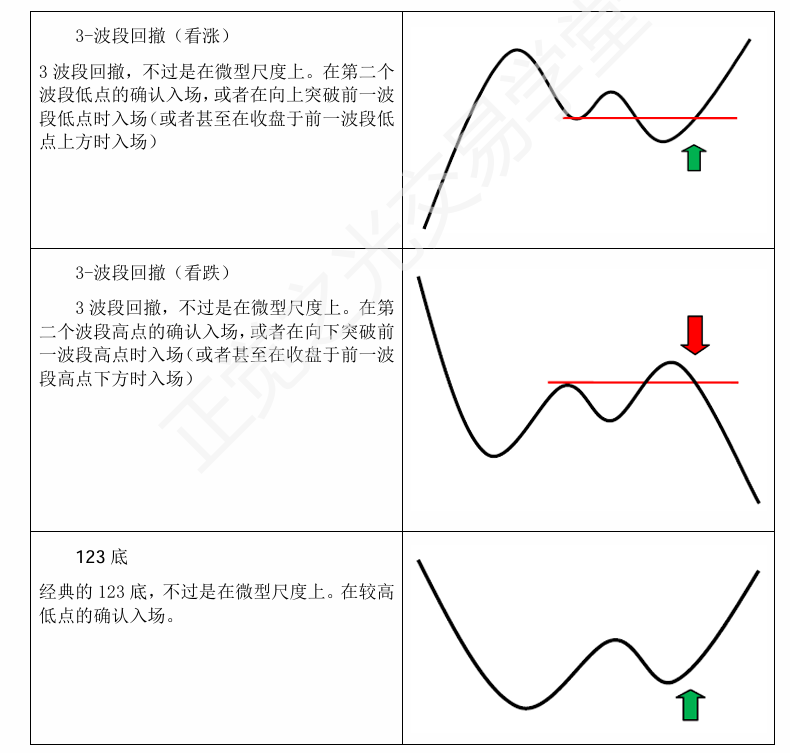 3-波段回撤（看涨）
3 波段回撤，不过是在微型尺度上。在第二个
波段低点的确认入场，或者在向上突破前一波
段低点时入场（或者甚至在收盘于前一波段低
点上方时入场）
3-波段回撤（看跌）
3 波段回撤，不过是在微型尺度上。在第
二个波段高点的确认入场，或者在向下突破前
一波段高点时入场（或者甚至在收盘于前一波
段高点下方时入场）
123 底
经典的 123 底，不过是在微型尺度上。在较高
低点的确认入场。
正觉之光交易学堂